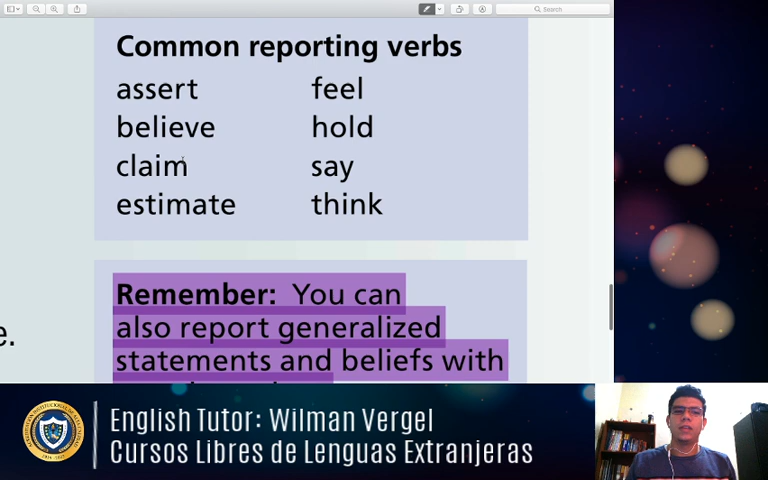 Search
Common reporting verbs
assert feel
believe hold
claim say
estimate think
Remember: You can
also report generalized
statements and beliefs with
e.
English Tutor: Wilman Vergel
Cursos Libres de Lenguas Extranjeras